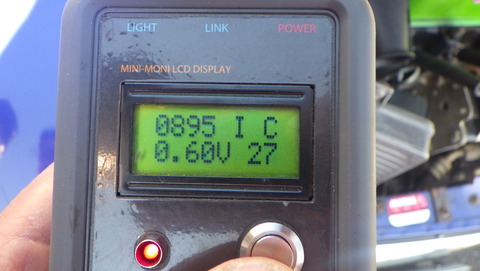 LIGHT LINK POWER
MINI-MONI LCD DISPLAY
0895 I C
0.60V 27